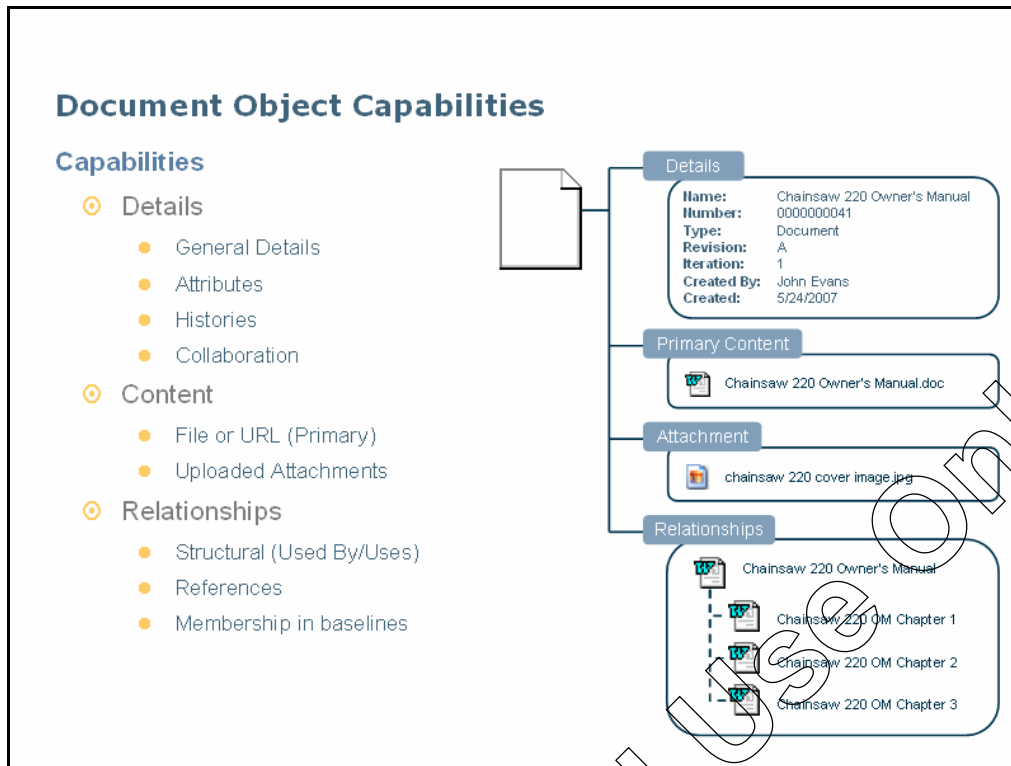 Document Object Capabilities
Capabilities
Details
General Details
Attributes
Histories
Collaboration
Content
File or URL (Primary)
Uploaded Attachments
Relationships
Structural (Used By/Uses)
References
Membership in baselines
Details
Name: Chainsaw 220 Owner's Manual
Number: 0000000041
Type: Document
Revision: A
Iteration: 1
Created By: John Evans
Created: 5/24/2007
Primary Content
Chainsaw 220 Owner's Manual.doc
Attachment
chainsaw 220 cover image.jpg
Relationships
Chainsaw 220 Owner's Manual
Chainsaw 220 OM Chapter 1
Chainsaw 220 OM Chapter 2
Chainsaw 220 OM Chapter 3
Use